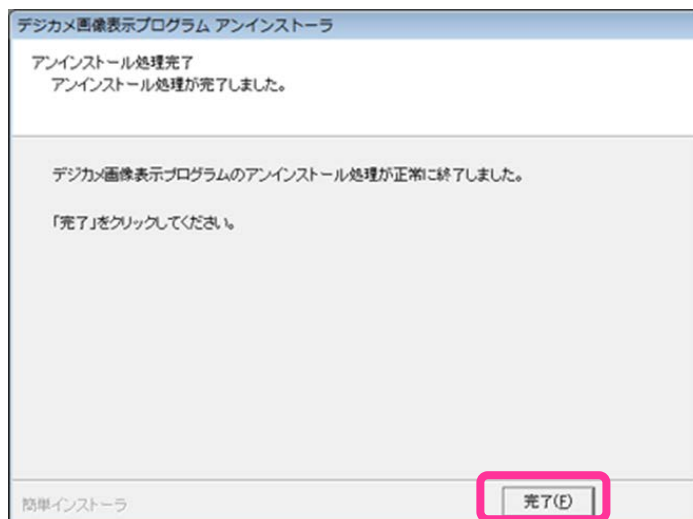 デジカメ画像表示プログラム アンインストーラ
アンインストール処理完了
アンインストール処理が完了しました。
デジカメ画像表示プログラムのアンインストール処理が正常に終了しました。
「完了」をクリックしてください。
簡単インストーラ
完了(F)